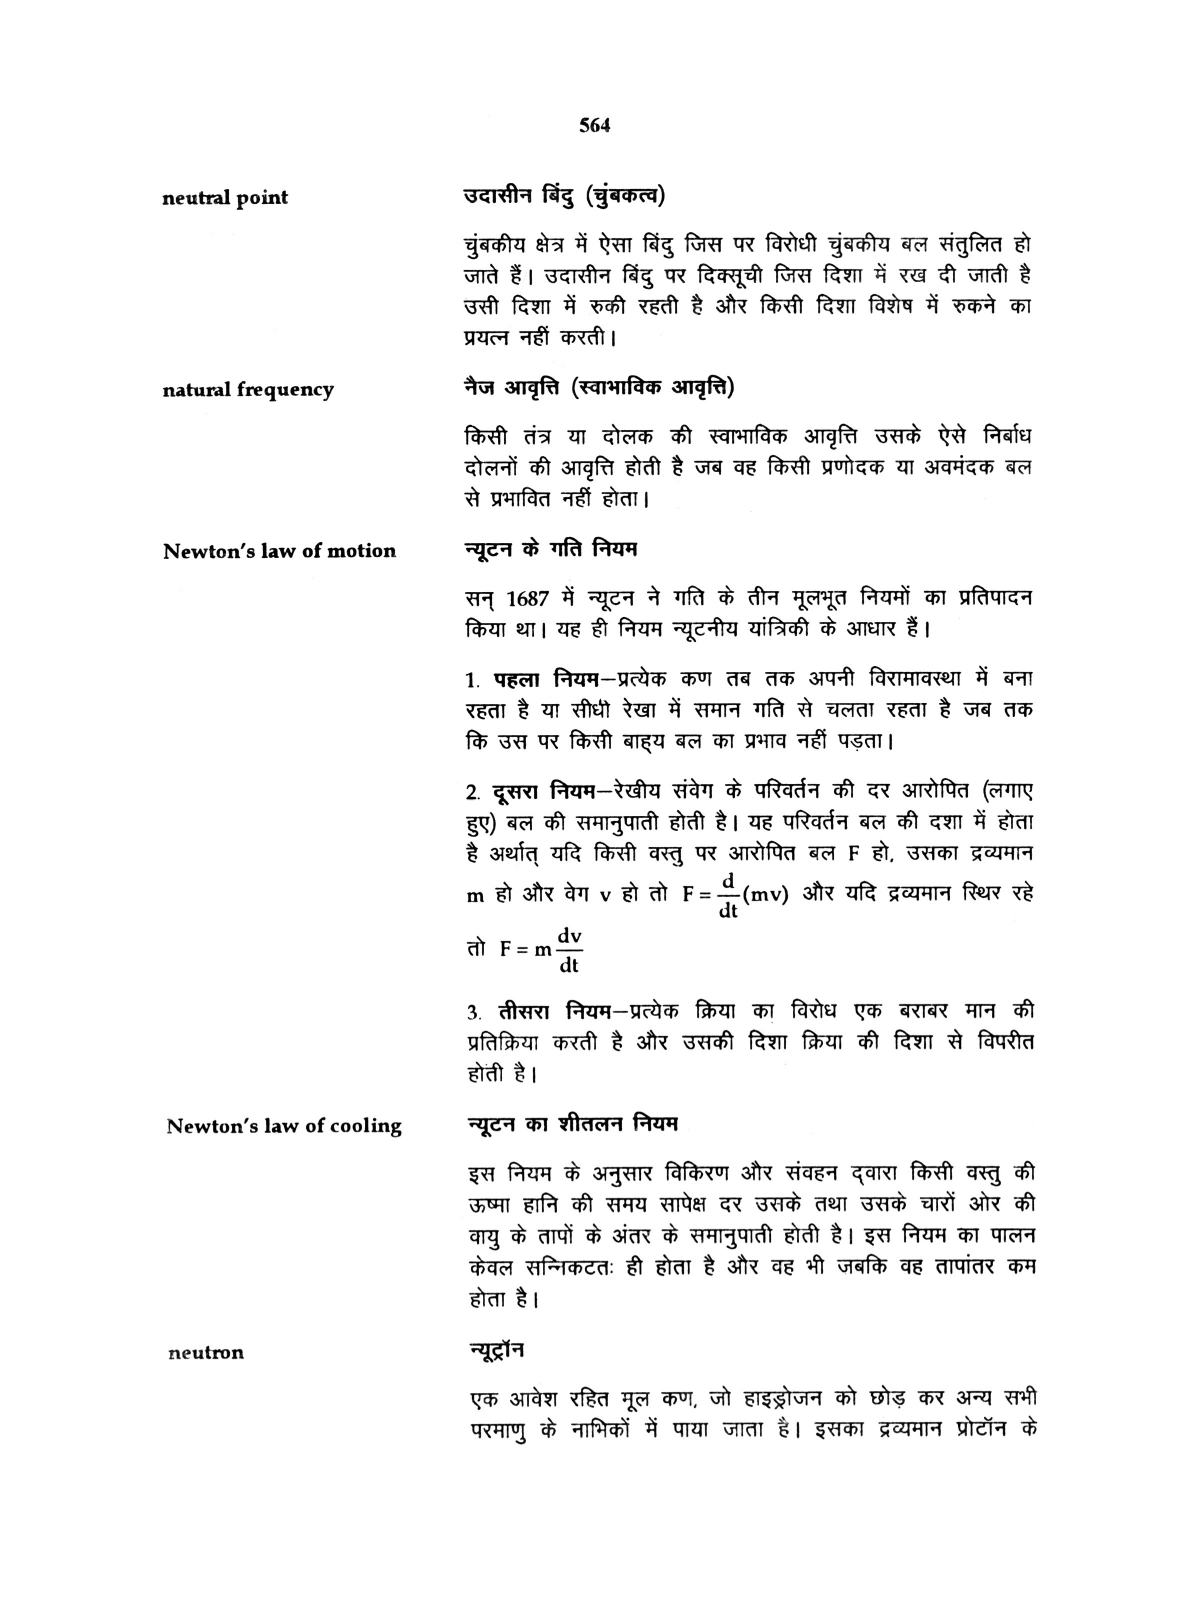 564
neutral point उदासीन बिंदु (चुंबकत्व)
चुंबकीय क्षेत्र में ऐसा बिंदु जिस पर विरोधी चुंबकीय बल संतुलित हो
जाते हैं। उदासीन बिंदु पर दिक्सूची जिस दिशा में रख दी जाती है
उसी दिशा में रुकी रहती है और किसी दिशा विशेष में रुकने का
प्रयत्न नहीं करती।
natural frequency नैज आवृत्ति (स्वाभाविक आवृत्ति)
किसी तंत्र या दोलक की स्वाभाविक आवृत्ति उसके ऐसे निर्बाध
दोलनों की आवृत्ति होती है जब वह किसी प्रणोदक या अवमंदक बल
से प्रभावित नहीं होता।
Newton's law of motion न्यूटन के गति नियम
सन् 1687 में न्यूटन ने गति के तीन मूलभूत नियमों का प्रतिपादन
किया था। यह ही नियम न्यूटनीय यांत्रिकी के आधार हैं।
1. पहला नियम–प्रत्येक कण तब तक अपनी विरामावस्था में बना
रहता है या सीधी रेखा में समान गति से चलता रहता है जब तक
कि उस पर किसी बाह्य बल का प्रभाव नहीं पड़ता।
2. दूसरा नियम–रेखीय संवेग के परिवर्तन की दर आरोपित (लगाए
हुए) बल की समानुपाती होती है। यह परिवर्तन बल की दशा में होता
है अर्थात् यदि किसी वस्तु पर आरोपित बल F हो, उसका द्रव्यमान
m हो और वेग v हो तो F = d/dt (mv) और यदि द्रव्यमान स्थिर रहे
तो F = m dv/dt
3. तीसरा नियम–प्रत्येक क्रिया का विरोध एक बराबर मान की
प्रतिक्रिया करती है और उसकी दिशा क्रिया की दिशा से विपरीत
होती है।
Newton's law of cooling न्यूटन का शीतलन नियम
इस नियम के अनुसार विकिरण और संवहन द्वारा किसी वस्तु की
ऊष्मा हानि की समय सापेक्ष दर उसके तथा उसके चारों ओर की
वायु के तापों के अंतर के समानुपाती होती है। इस नियम का पालन
केवल सन्निकटतः ही होता है और वह भी जबकि वह तापांतर कम
होता है।
neutron न्यूट्रॉन
एक आवेश रहित मूल कण, जो हाइड्रोजन को छोड़ कर अन्य सभी
परमाणु के नाभिकों में पाया जाता है। इसका द्रव्यमान प्रोटॉन के